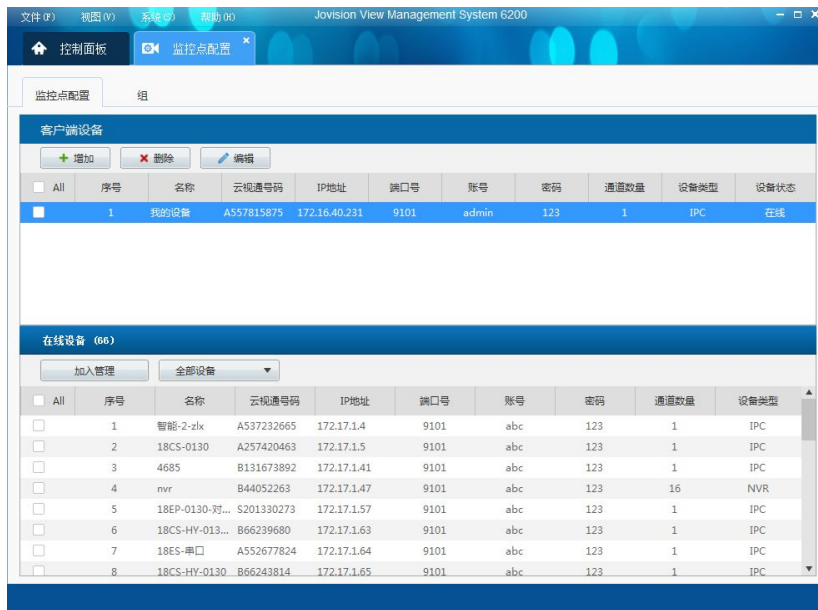 文件(F) 视图(V) 系统(S) 帮助(H) Jovision View Management System 6200
控制面板 监控点配置
监控点配置 组
客户端设备
增加 删除 编辑
All 序号 名称 云视通号码 IP地址 端口号 账号 密码 通道数量 设备类型 设备状态
1 我的设备 A557815875 172.16.40.231 9101 admin 123 1 IPC 在线
在线设备 (66)
加入管理 全部设备
All 序号 名称 云视通号码 IP地址 端口号 账号 密码 通道数量 设备类型
1 智能-2-zlx A537232665 172.17.1.4 9101 abc 123 1 IPC
2 18CS-0130 A257420463 172.17.1.5 9101 abc 123 1 IPC
3 4685 B131673892 172.17.1.41 9101 abc 123 1 IPC
4 nvr B44052263 172.17.1.47 9101 abc 123 16 NVR
5 18EP-0130-对... S201330273 172.17.1.57 9101 abc 123 1 IPC
6 18CS-HY-013... B66239680 172.17.1.63 9101 abc 123 1 IPC
7 18ES-串口 A552677824 172.17.1.64 9101 abc 123 1 IPC
8 18CS-HY-0130 B66243814 172.17.1.65 9101 abc 123 1 IPC